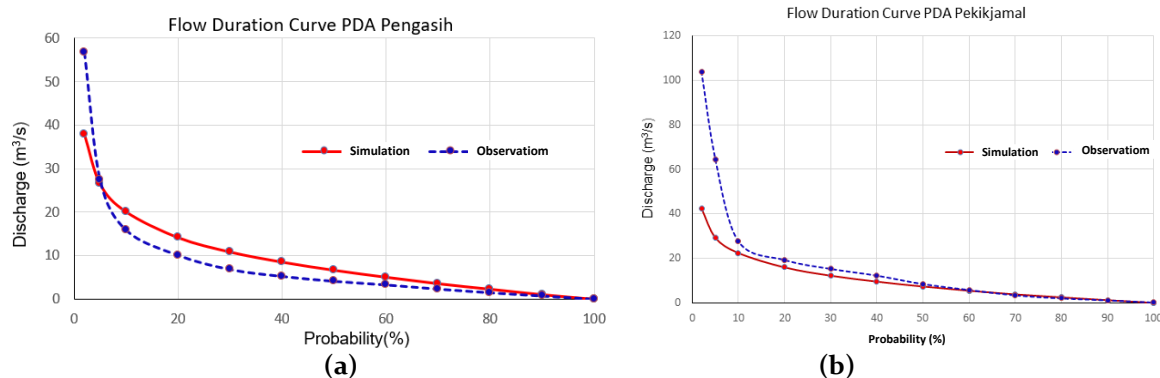 Flow Duration Curve PDA Pengasih
60
50
40
30
20
10
0
Discharge (m³/s)
Simulation
Observatiom
0 20 40 60 80 100
Probability(%)
(a)
Flow Duration Curve PDA Pekikjamal
120
100
80
60
40
20
0
Discharge (m³/s)
Simulation
Observatiom
0 10 20 30 40 50 60 70 80 90 100
Probability (%)
(b)